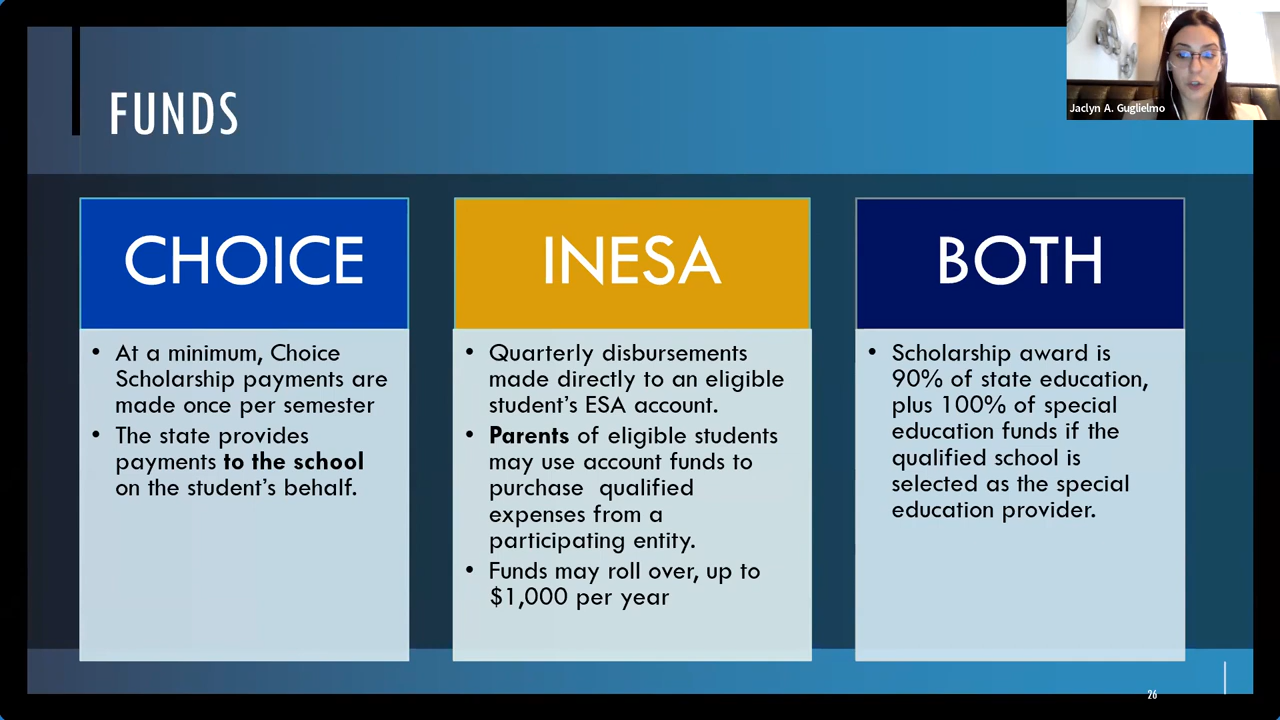 FUNDS
Jaclyn A. Guglielmo
CHOICE
• At a minimum, Choice
Scholarship payments are
made once per semester
• The state provides
payments to the school
on the student's behalf.
INESA
• Quarterly disbursements
made directly to an eligible
student's ESA account.
• Parents of eligible students
may use account funds to
purchase  qualified
expenses from a
participating entity.
• Funds may roll over, up to
$1,000 per year
BOTH
• Scholarship award is
90% of state education,
plus 100% of special
education funds if the
qualified school is
selected as the special
education provider.
26